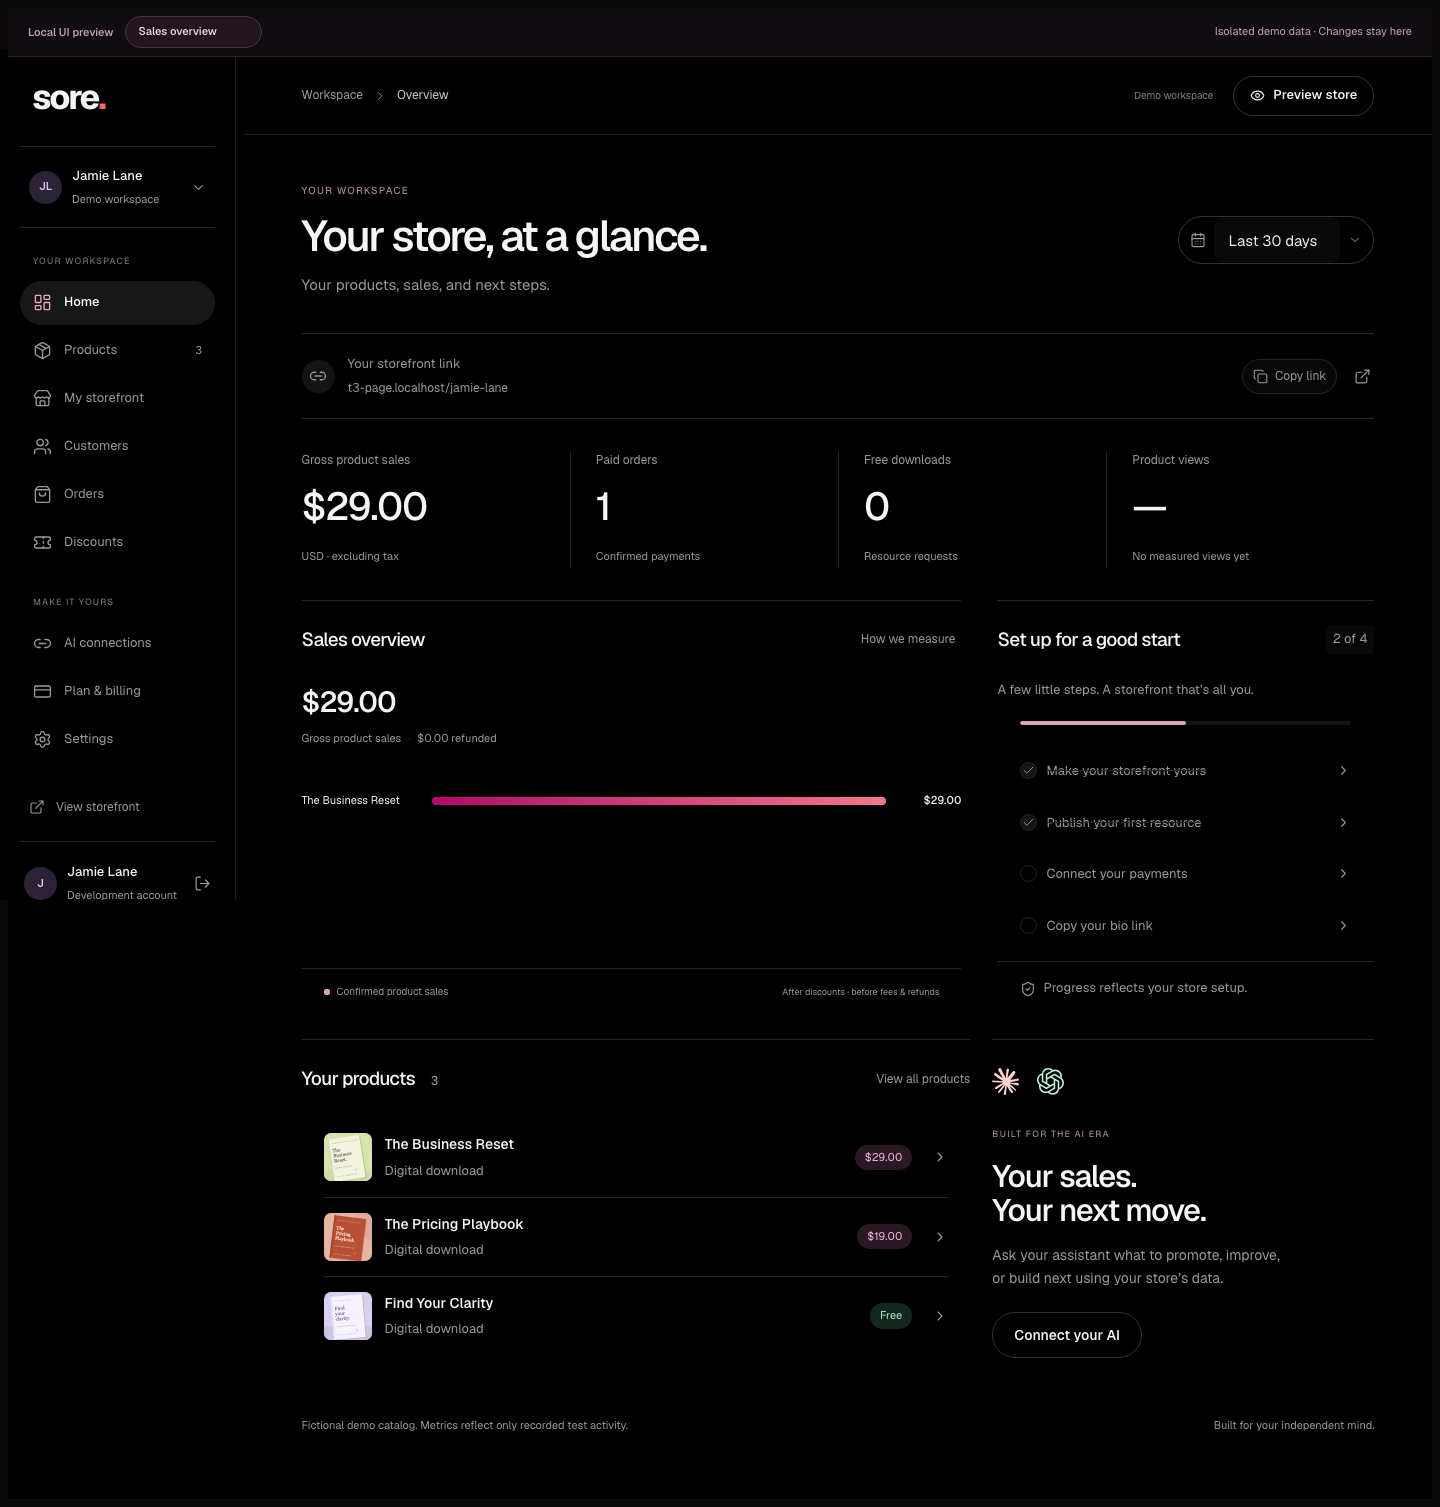 Local UI preview
Sales overview
Isolated demo data · Changes stay here
sore.
JL
Jamie Lane
Demo workspace
YOUR WORKSPACE
Home
Products
3
My storefront
Customers
Orders
Discounts
MAKE IT YOURS
AI connections
Plan & billing
Settings
View storefront
J
Jamie Lane
Development account
Workspace
Overview
Demo workspace
Preview store
YOUR WORKSPACE
Your store, at a glance.
Your products, sales, and next steps.
Last 30 days
Your storefront link
t3-page.localhost/jamie-lane
Copy link
Gross product sales
$29.00
USD · excluding tax
Paid orders
1
Confirmed payments
Free downloads
0
Resource requests
Product views
—
No measured views yet
Sales overview
How we measure
$29.00
Gross product sales · $0.00 refunded
The Business Reset
$29.00
Confirmed product sales
After discounts · before fees & refunds
Set up for a good start
2 of 4
A few little steps. A storefront that's all you.
Make your storefront yours
Publish your first resource
Connect your payments
Copy your bio link
Progress reflects your store setup.
Your products
3
View all products
The Business Reset.
The Business Reset
Digital download
$29.00
The Pricing Playbook.
The Pricing Playbook
Digital download
$19.00
Find your clarity.
Find Your Clarity
Digital download
Free
BUILT FOR THE AI ERA
Your sales.
Your next move.
Ask your assistant what to promote, improve,
or build next using your store's data.
Connect your AI
Fictional demo catalog. Metrics reflect only recorded test activity.
Built for your independent mind.